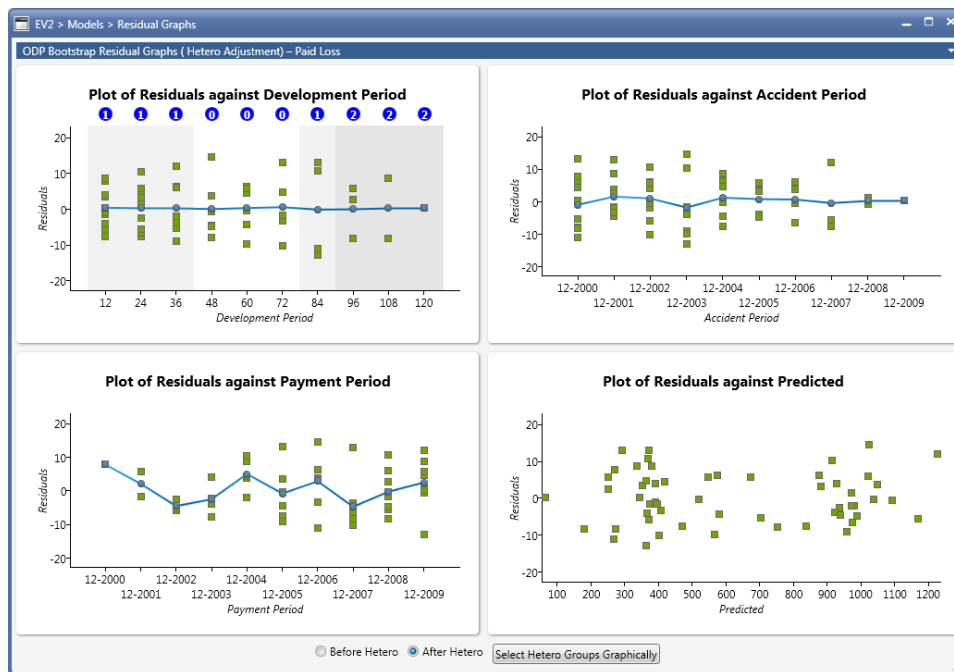 EV2 > Models > Residual Graphs
ODP Bootstrap Residual Graphs ( Hetero Adjustment) – Paid Loss
Plot of Residuals against Development Period
1 1 1 0 0 0 1 2 2 2
20
10
0
-10
-20
Residuals
12 24 36 48 60 72 84 96 108 120
Development Period
Plot of Residuals against Accident Period
20
10
0
-10
-20
Residuals
12-2000 12-2002 12-2004 12-2006 12-2008
12-2001 12-2003 12-2005 12-2007 12-2009
Accident Period
Plot of Residuals against Payment Period
20
10
0
-10
-20
Residuals
12-2000 12-2002 12-2004 12-2006 12-2008
12-2001 12-2003 12-2005 12-2007 12-2009
Payment Period
Plot of Residuals against Predicted
20
10
0
-10
-20
Residuals
100 200 300 400 500 600 700 800 900 1000 1100 1200
Predicted
Before Hetero After Hetero Select Hetero Groups Graphically